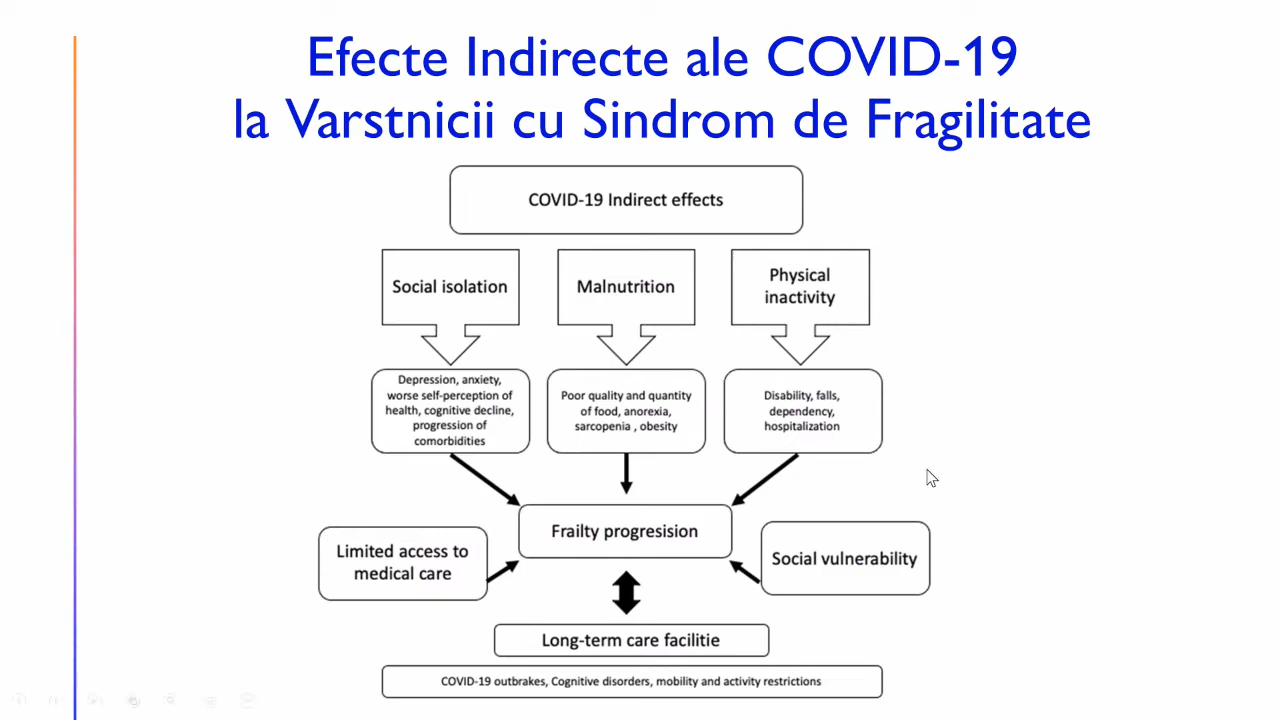 Efecte Indirecte ale COVID-19
la Varstnicii cu Sindrom de Fragilitate
COVID-19 Indirect effects
Social isolation
Malnutrition
Physical
inactivity
Depression, anxiety,
worse self-perception of
health, cognitive decline,
progression of
comorbidities
Poor quality and quantity
of food, anorexia,
sarcopenia , obesity
Disability, falls,
dependency,
hospitalization
Frailty progresision
Limited access to
medical care
Social vulnerability
Long-term care facilitie
COVID-19 outbrakes, Cognitive disorders, mobility and activity restrictions